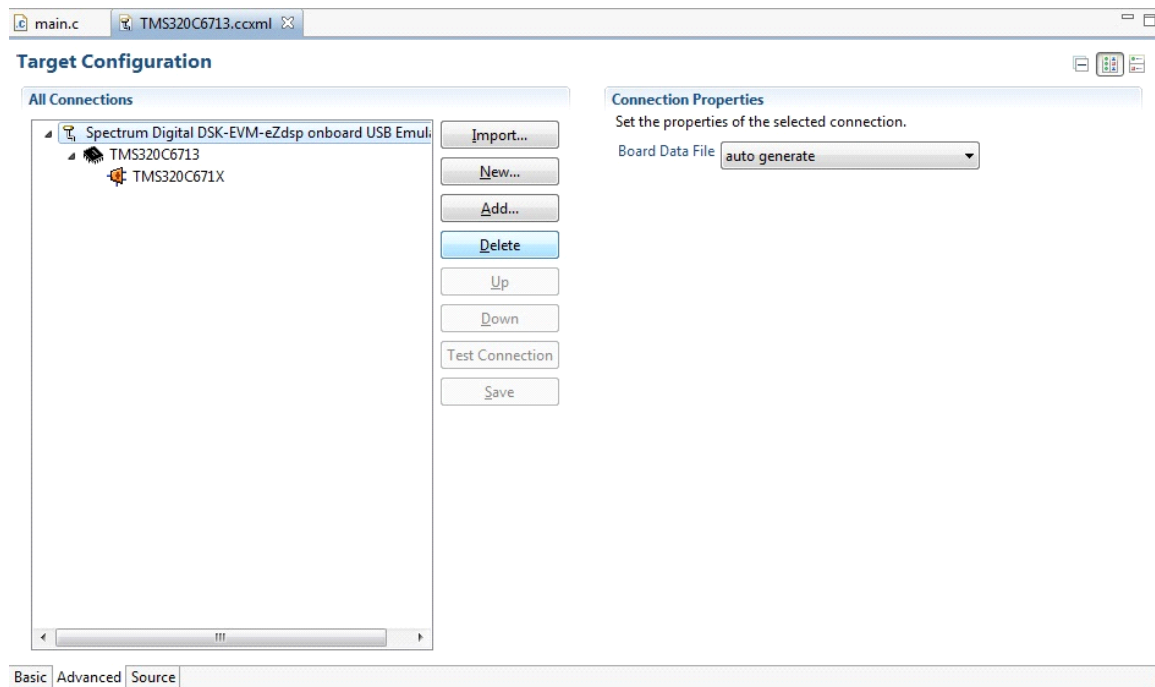 main.c
TMS320C6713.ccxml
Target Configuration
All Connections
Spectrum Digital DSK-EVM-eZdsp onboard USB Emul
TMS320C6713
TMS320C671X
Import...
New...
Add...
Delete
Up
Down
Test Connection
Save
Connection Properties
Set the properties of the selected connection.
Board Data File auto generate
Basic Advanced Source